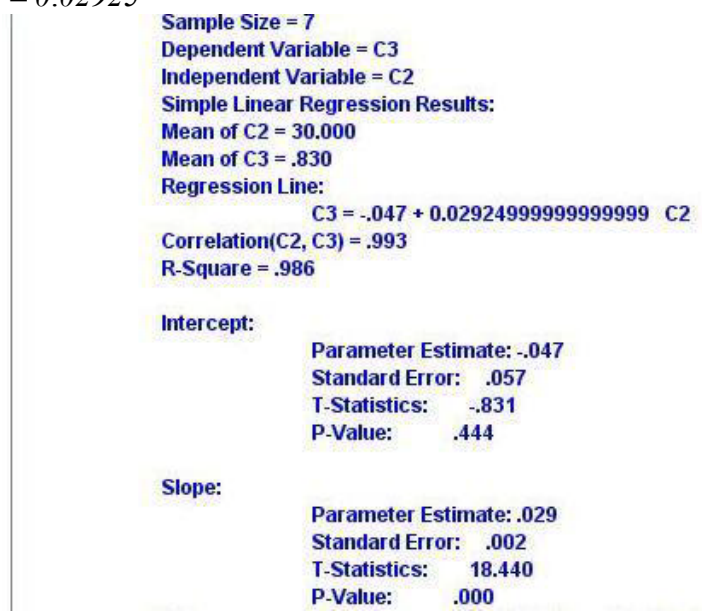 = 0.02925
Sample Size = 7
Dependent Variable = C3
Independent Variable = C2
Simple Linear Regression Results:
Mean of C2 = 30.000
Mean of C3 = .830
Regression Line:
C3 = -.047 + 0.02924999999999999 C2
Correlation(C2, C3) = .993
R-Square = .986
Intercept:
Parameter Estimate: -.047
Standard Error: .057
T-Statistics: -.831
P-Value: .444
Slope:
Parameter Estimate: .029
Standard Error: .002
T-Statistics: 18.440
P-Value: .000